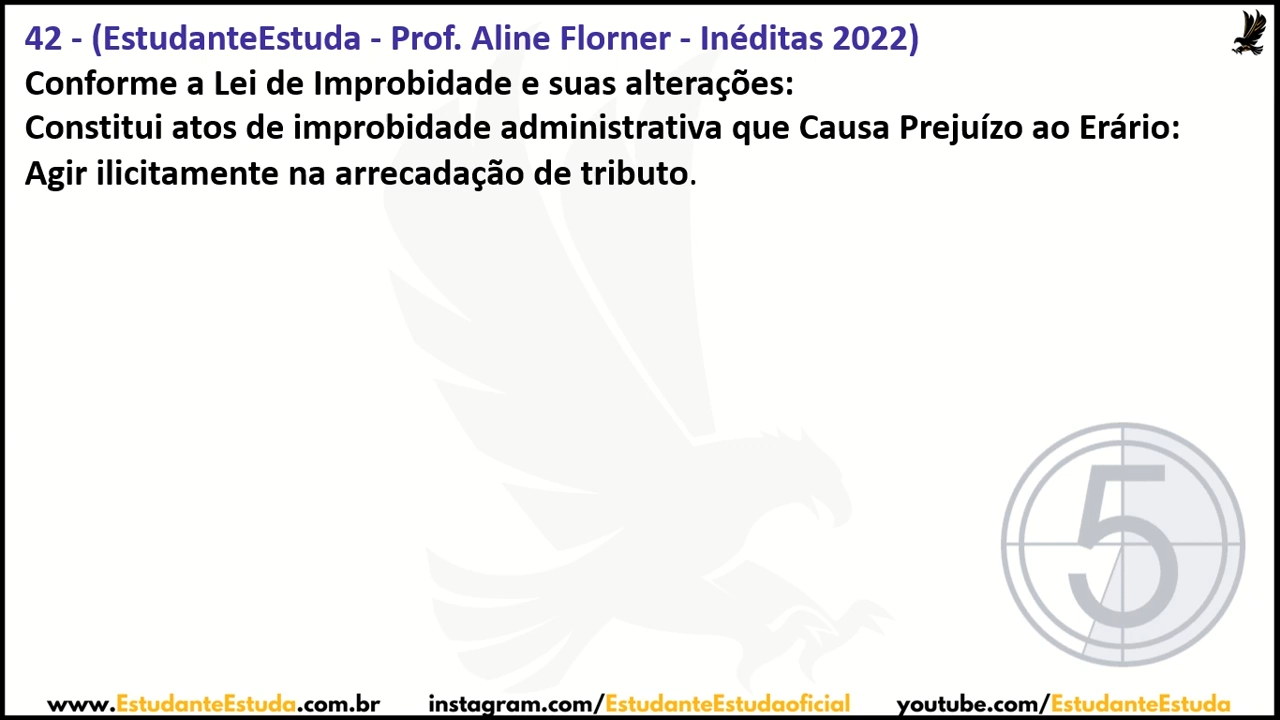 42 - (EstudanteEstuda - Prof. Aline Florner - Inéditas 2022)
Conforme a Lei de Improbidade e suas alterações:
Constitui atos de improbidade administrativa que Causa Prejuízo ao Erário:
Agir ilicitamente na arrecadação de tributo.
5
www.EstudanteEstuda.com.br instagram.com/EstudanteEstudaoficial youtube.com/EstudanteEstuda